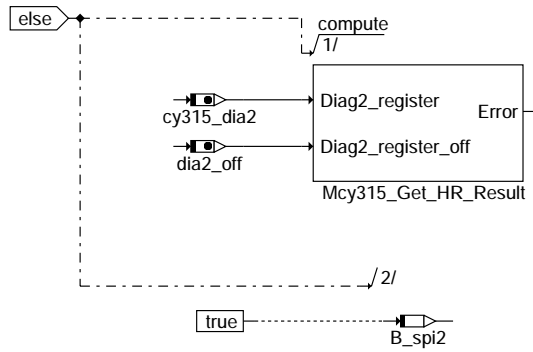 else
compute
1/
Diag2_register
cy315_dia2
Error
Diag2_register_off
dia2_off
Mcy315_Get_HR_Result
2/
true
B_spi2